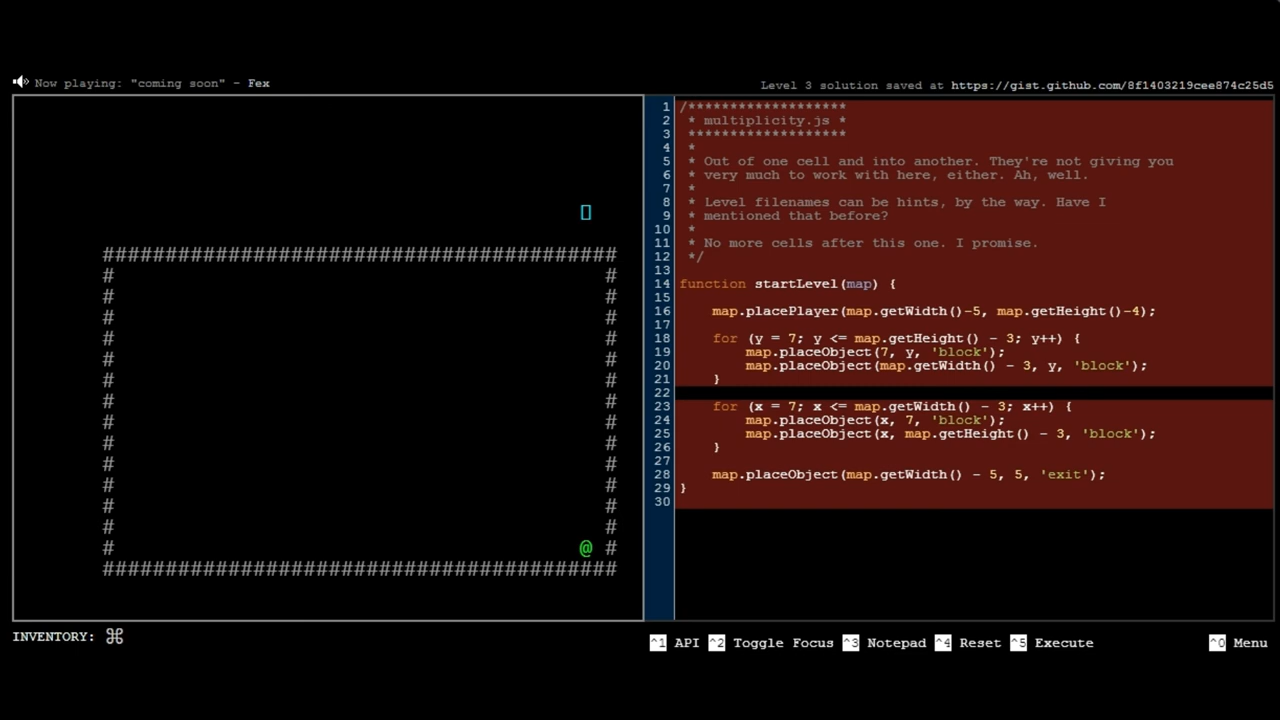 Now playing: "coming soon" - Fex
Level 3 solution saved at https://gist.github.com/8f1403219cee874c25d5
##########################################
# #
# #
# #
# #
# #
# #
# #
# #
# #
# #
# #
# #
# #
# @ #
##########################################
INVENTORY: ⌘
1 /*******************
2 * multiplicity.js *
3 *******************
4 *
5 * Out of one cell and into another. They're not giving you
6 * very much to work with here, either. Ah, well.
7 *
8 * Level filenames can be hints, by the way. Have I
9 * mentioned that before?
10 *
11 * No more cells after this one. I promise.
12 */
13
14 function startLevel(map) {
15
16 map.placePlayer(map.getWidth()-5, map.getHeight()-4);
17
18 for (y = 7; y <= map.getHeight() - 3; y++) {
19 map.placeObject(7, y, 'block');
20 map.placeObject(map.getWidth() - 3, y, 'block');
21 }
22
23 for (x = 7; x <= map.getWidth() - 3; x++) {
24 map.placeObject(x, 7, 'block');
25 map.placeObject(x, map.getHeight() - 3, 'block');
26 }
27
28 map.placeObject(map.getWidth() - 5, 5, 'exit');
29 }
30
^1 API ^2 Toggle Focus ^3 Notepad ^4 Reset ^5 Execute ^0 Menu